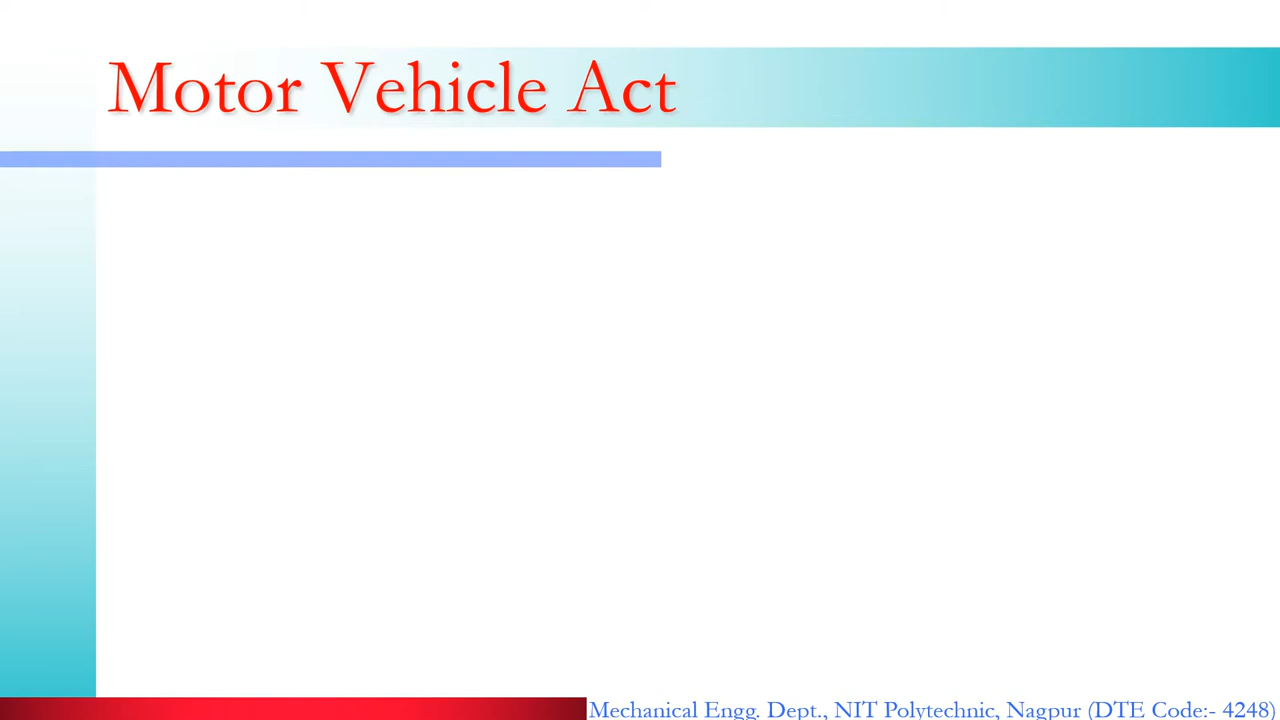 Motor Vehicle Act
Mechanical Engg. Dept., NIT Polytechnic, Nagpur (DTE Code:- 4248)